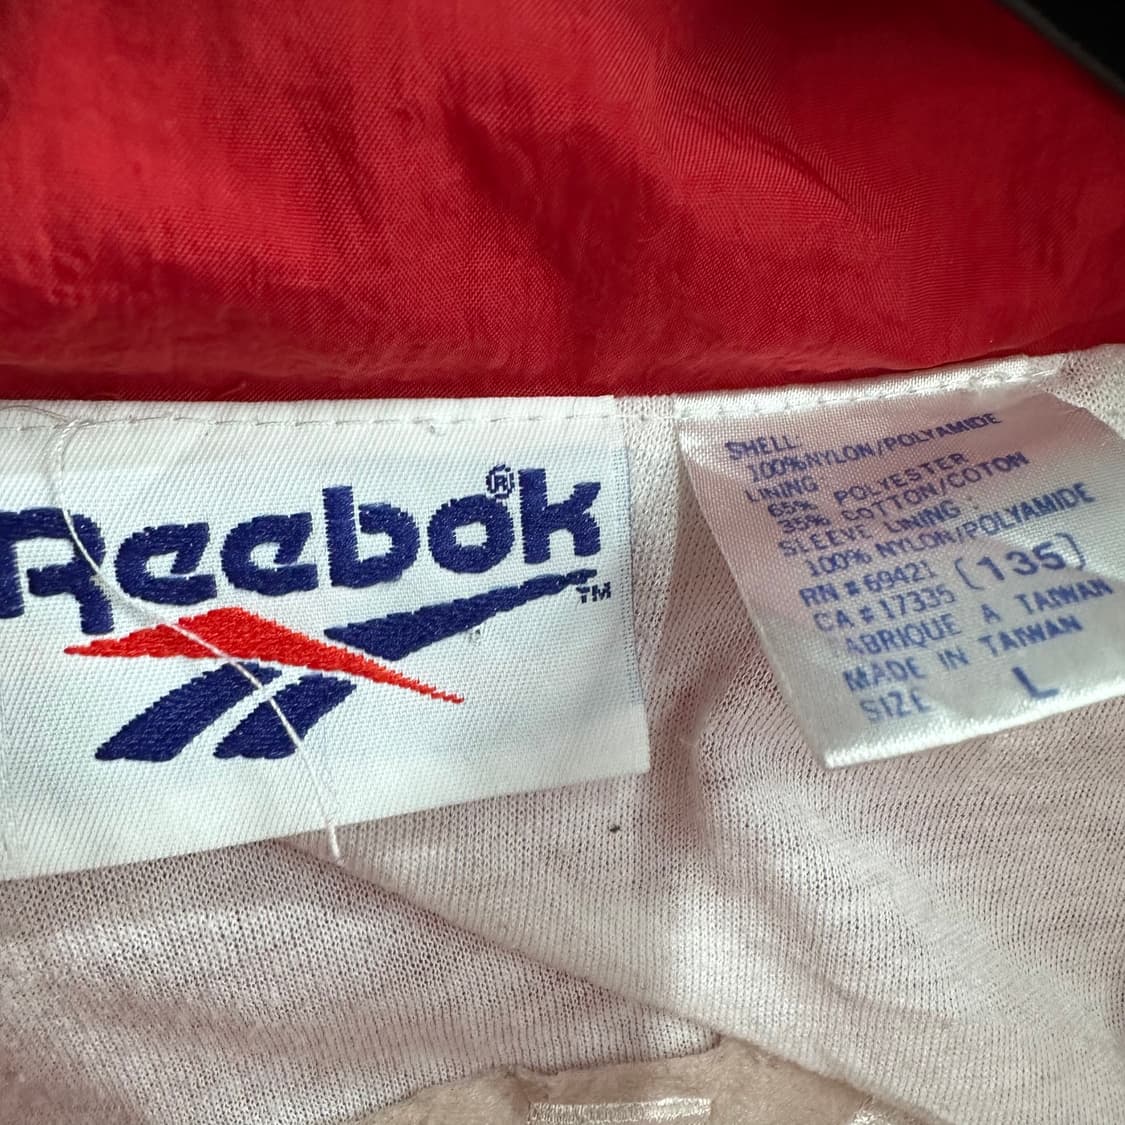 Reebok®
TM
SHELL:
100%NYLON/POLYAMIDE
LINING
65% POLYESTER
35% COTTON/COTON
SLEEVE LINING:
100% NYLON/POLYAMIDE
RN#69421 (135)
CA#17335
FABRIQUE A TAIWAN
MADE IN TAIWAN
SIZE L